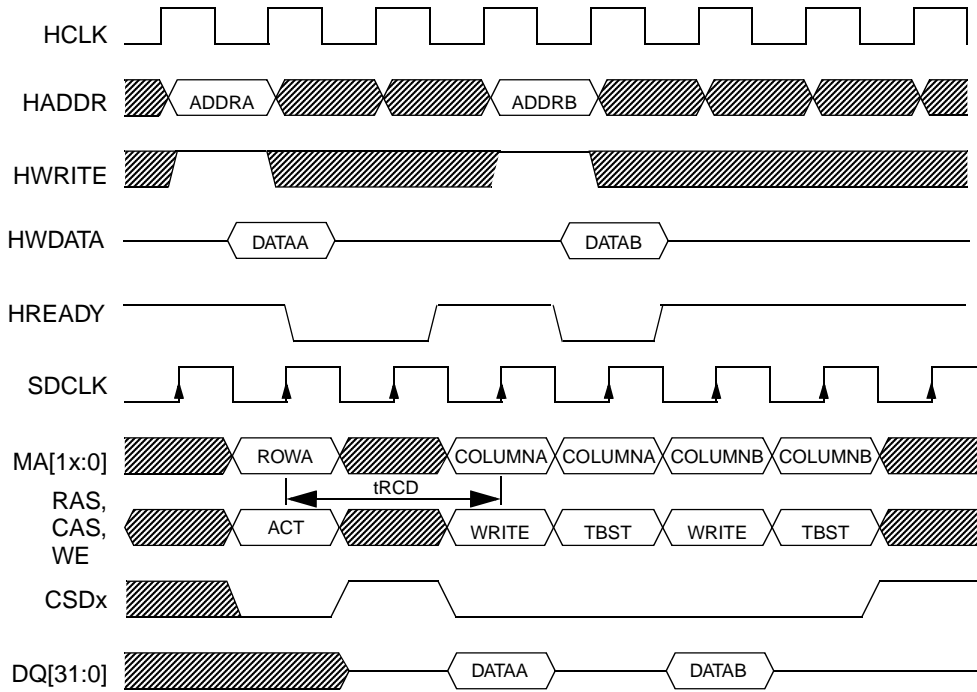 HCLK
HADDR ADDRA ADDRB
HWRITE
HWDATA DATAA DATAB
HREADY
SDCLK
MA[1x:0] ROWA COLUMNA COLUMNA COLUMNB COLUMNB
tRCD
RAS,
CAS, ACT WRITE TBST WRITE TBST
WE
CSDx
DQ[31:0] DATAA DATAB